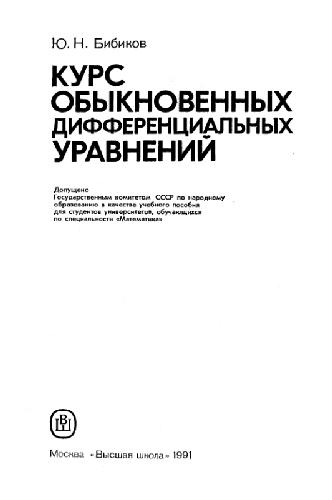 Ю. Н. Бибиков
КУРС
ОБЫКНОВЕННЫХ
ДИФФЕРЕНЦИАЛЬНЫХ
УРАВНЕНИЙ
Допущено
Государственным комитетом СССР по народному
образованию в качестве учебного пособия
для студентов университетов, обучающихся
по специальности «Математика»
ВШ
Москва «Высшая школа» 1991